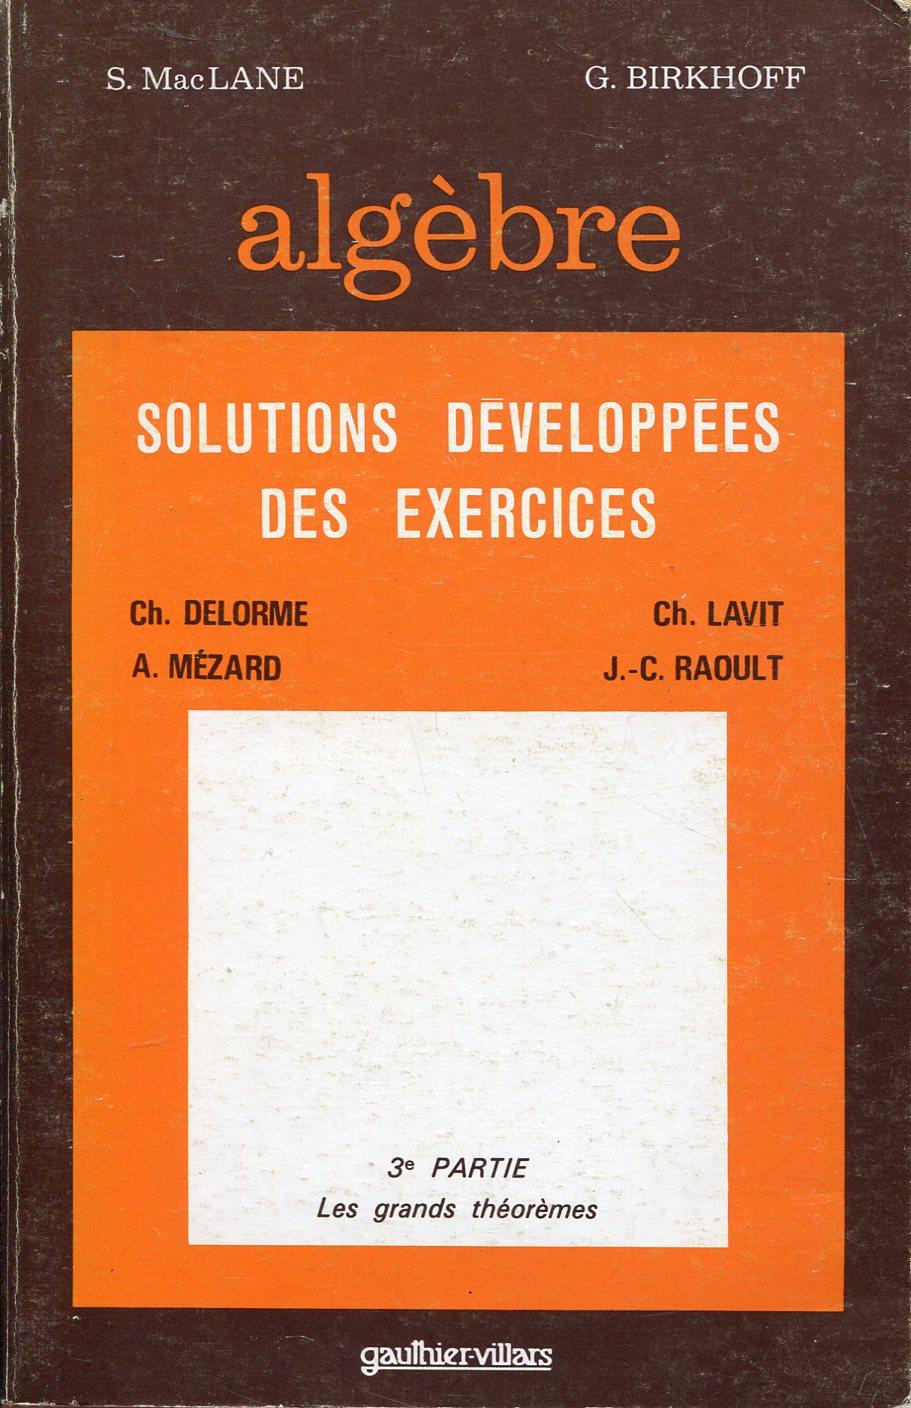 S. MacLANE G. BIRKHOFF
algèbre
SOLUTIONS DÉVELOPPÉES
DES EXERCICES
Ch. DELORME Ch. LAVIT
A. MÉZARD J.-C. RAOULT
3e PARTIE
Les grands théorèmes
gauthier-villars